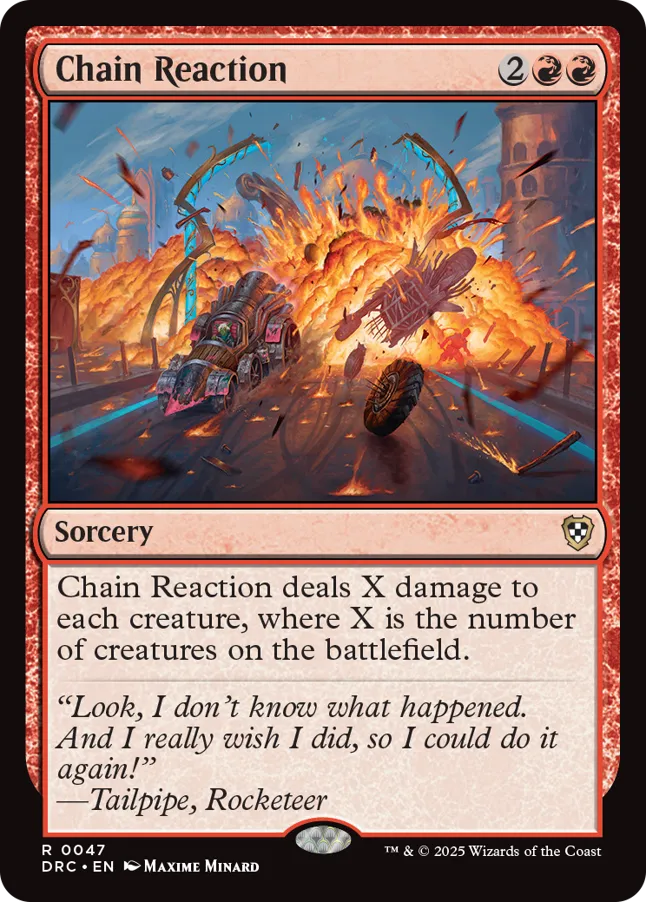 Chain Reaction 2
Sorcery
Chain Reaction deals X damage to
each creature, where X is the number
of creatures on the battlefield.
“Look, I don’t know what happened.
And I really wish I did, so I could do it
again!”
—Tailpipe, Rocketeer
R 0047
DRC • EN Maxime Minard
™ & © 2025 Wizards of the Coast